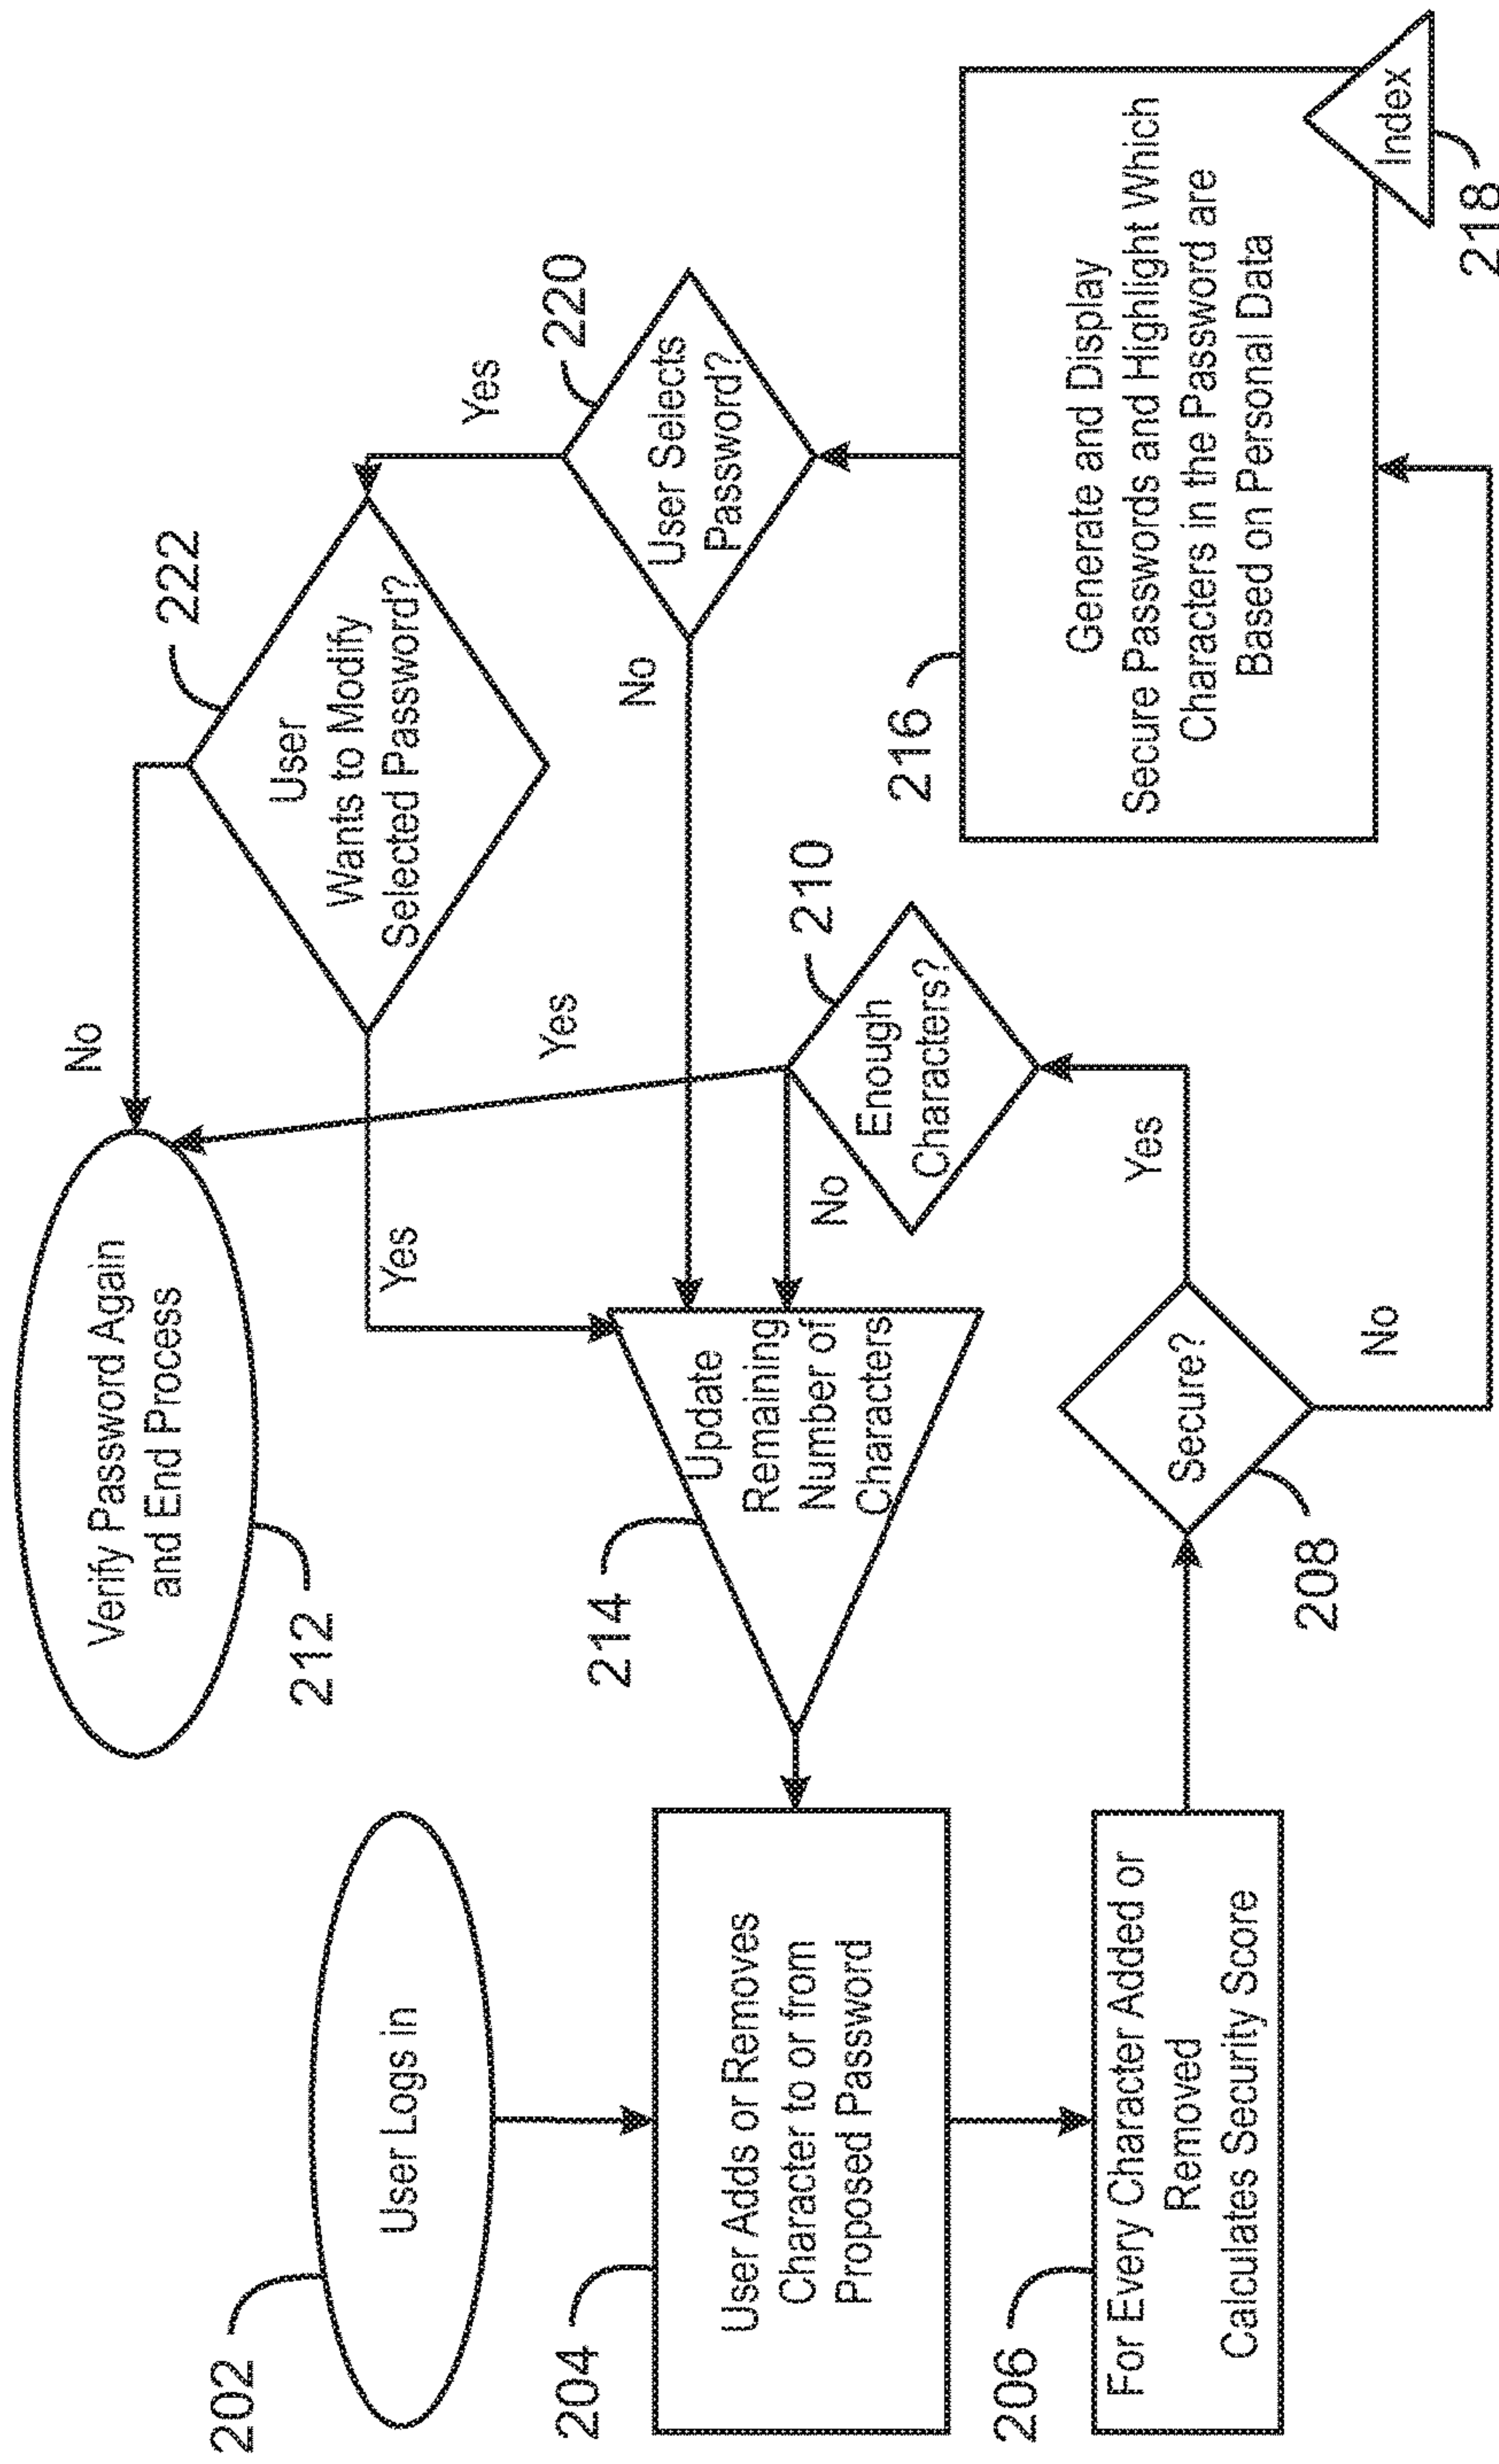 202
User Logs in
204
User Adds or Removes
Character to or from
Proposed Password
206
For Every Character Added or
Removed
Calculates Security Score
208
Secure?
Yes
No
210
Enough
Characters?
Yes
No
212
Verify Password Again
and End Process
214
Update
Remaining
Number of
Characters
216
Generate and Display
Secure Passwords and Highlight Which
Characters in the Password are
Based on Personal Data
Index
218
220
User Selects
Password?
Yes
No
222
User
Wants to Modify
Selected Password?
Yes
No